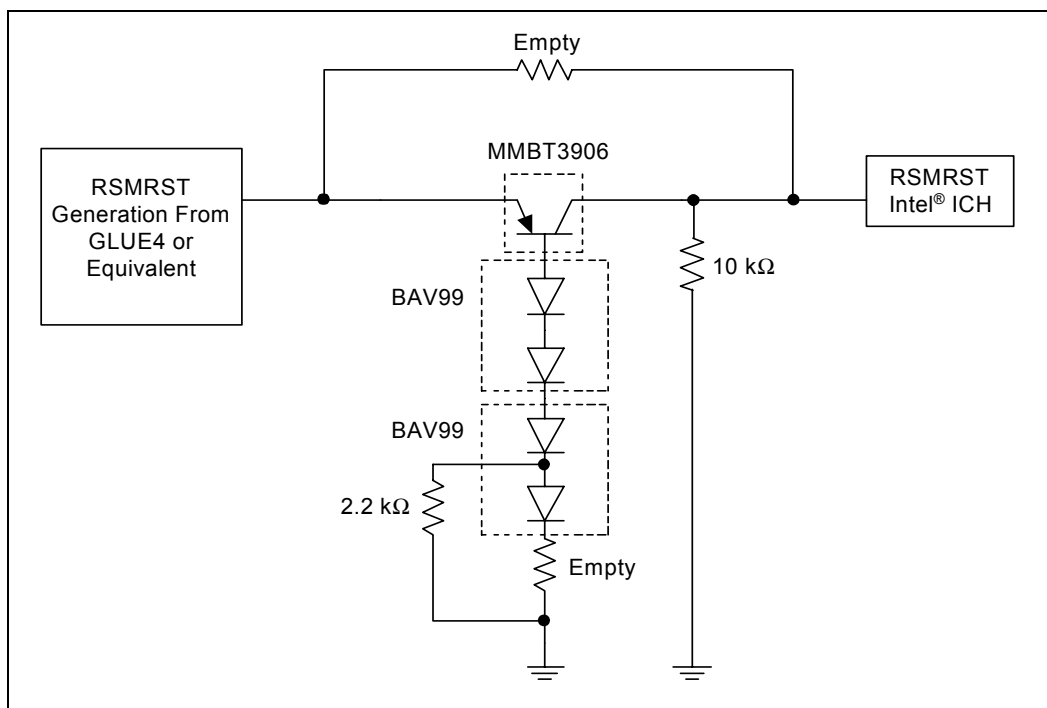 Empty
MMBT3906
RSMRST
Generation From
GLUE4 or
Equivalent
RSMRST
Intel® ICH
10 kΩ
BAV99
BAV99
2.2 kΩ
Empty